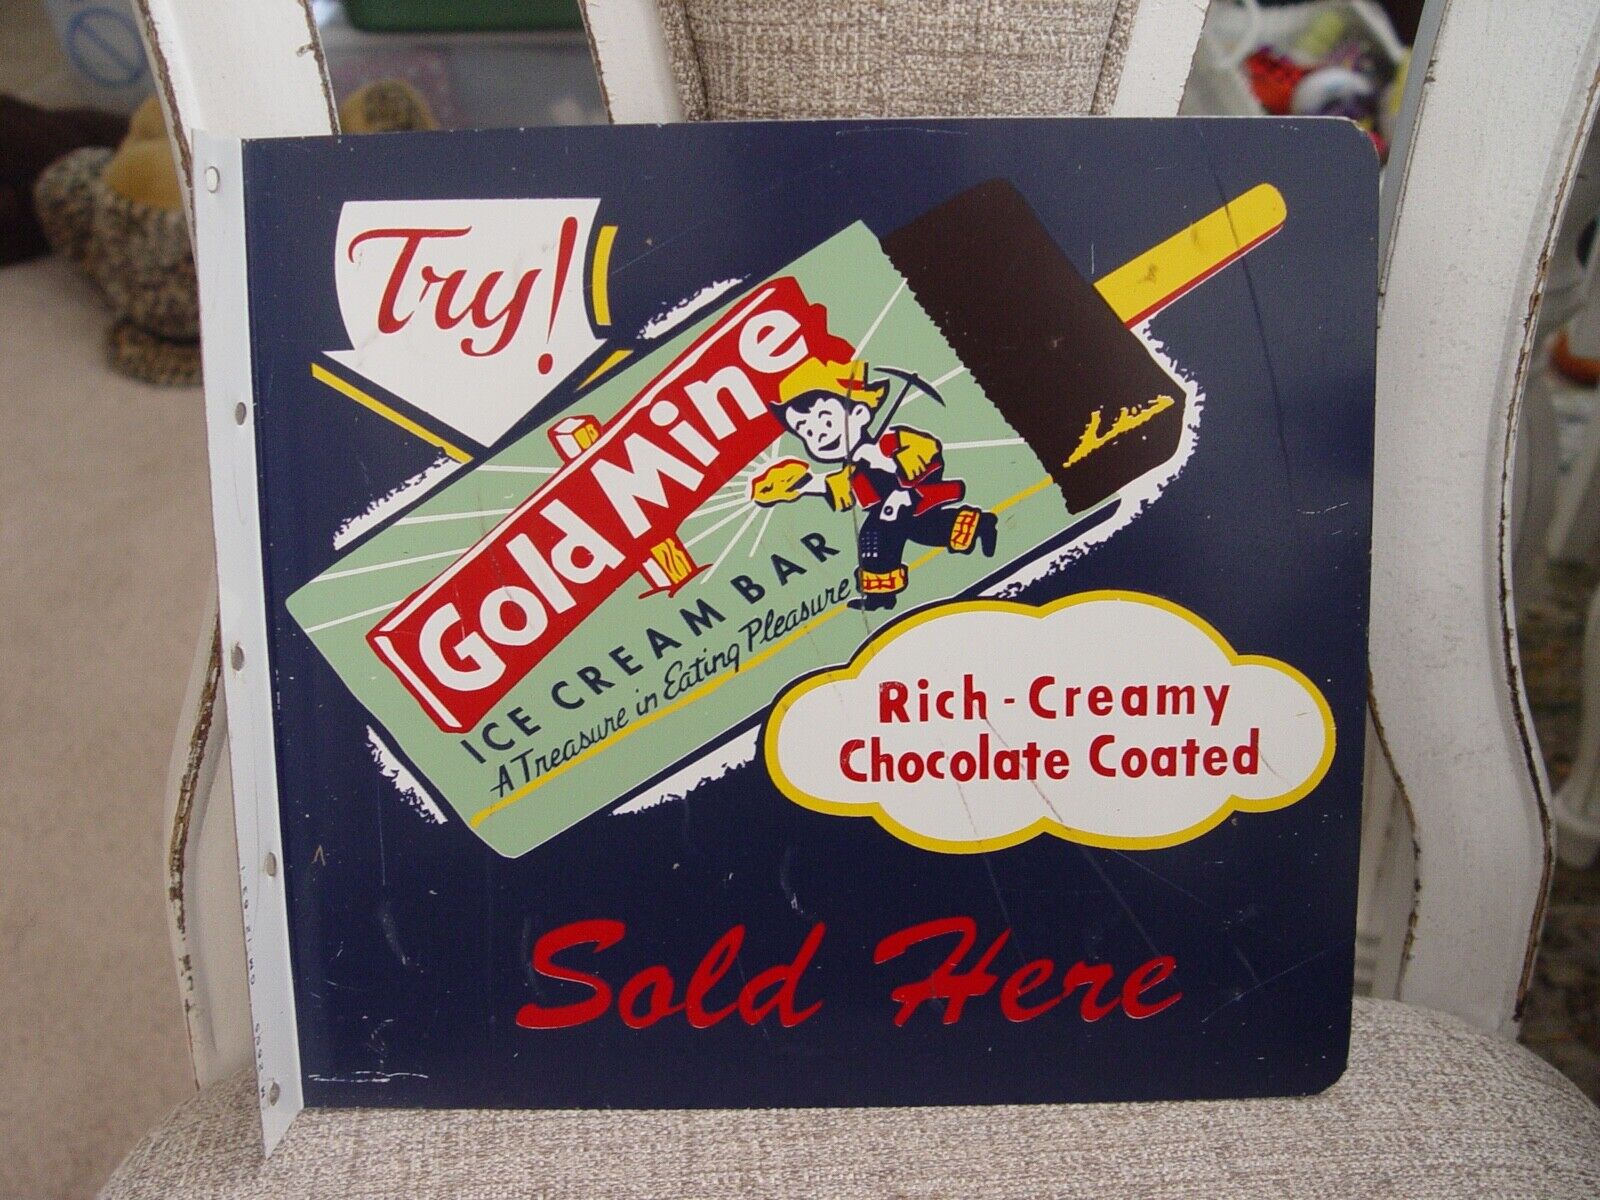 Try!
Gold Mine
ICE CREAM BAR
A Treasure in Eating Pleasure
Rich-Creamy
Chocolate Coated
Sold Here